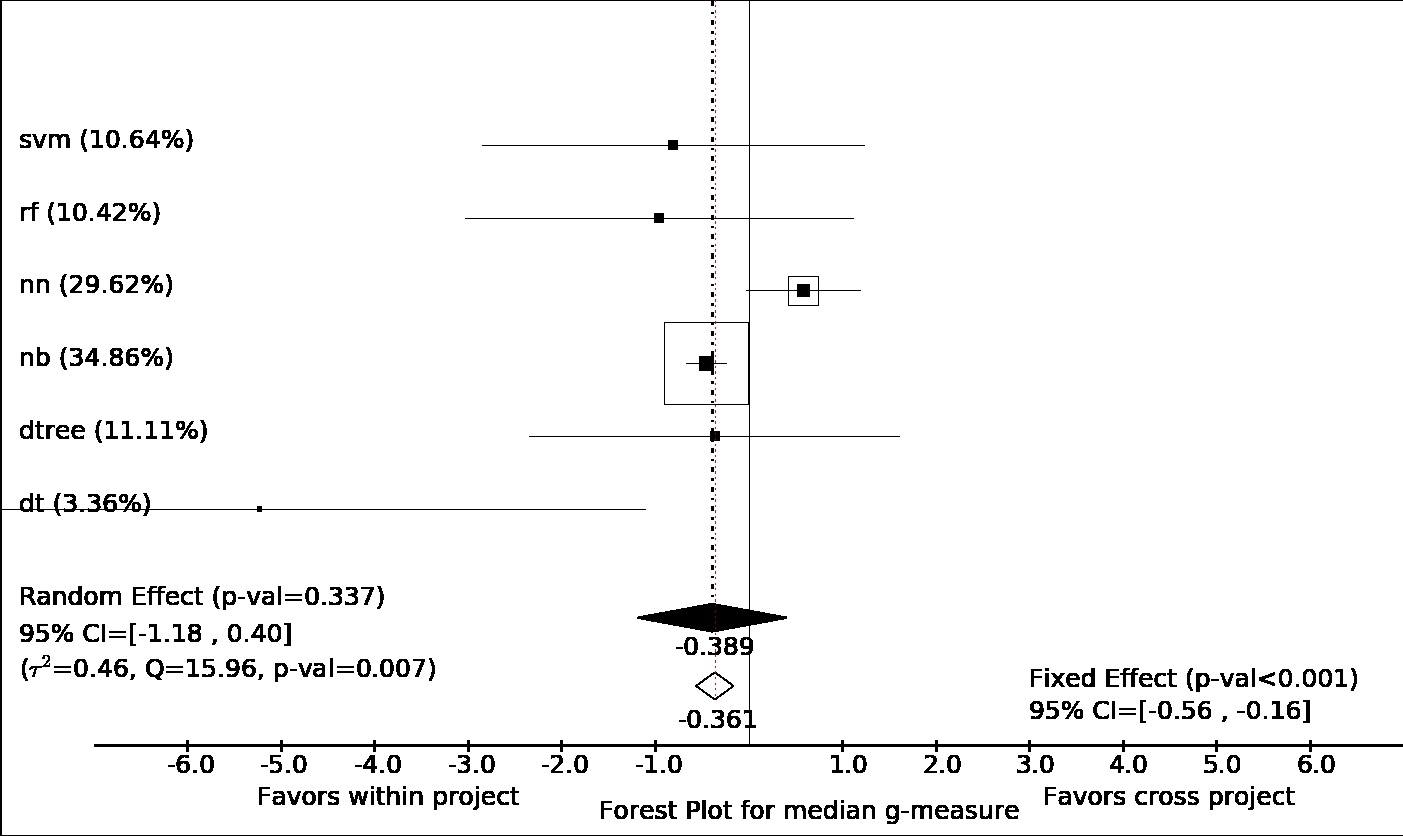 svm (10.64%)
rf (10.42%)
nn (29.62%)
nb (34.86%)
dtree (11.11%)
dt (3.36%)
Random Effect (p-val=0.337)
95% CI=[-1.18 , 0.40]
(τ²=0.46, Q=15.96, p-val=0.007)
-0.389
-0.361
Fixed Effect (p-val<0.001)
95% CI=[-0.56 , -0.16]
-6.0 -5.0 -4.0 -3.0 -2.0 -1.0 1.0 2.0 3.0 4.0 5.0 6.0
Favors within project
Forest Plot for median g-measure
Favors cross project